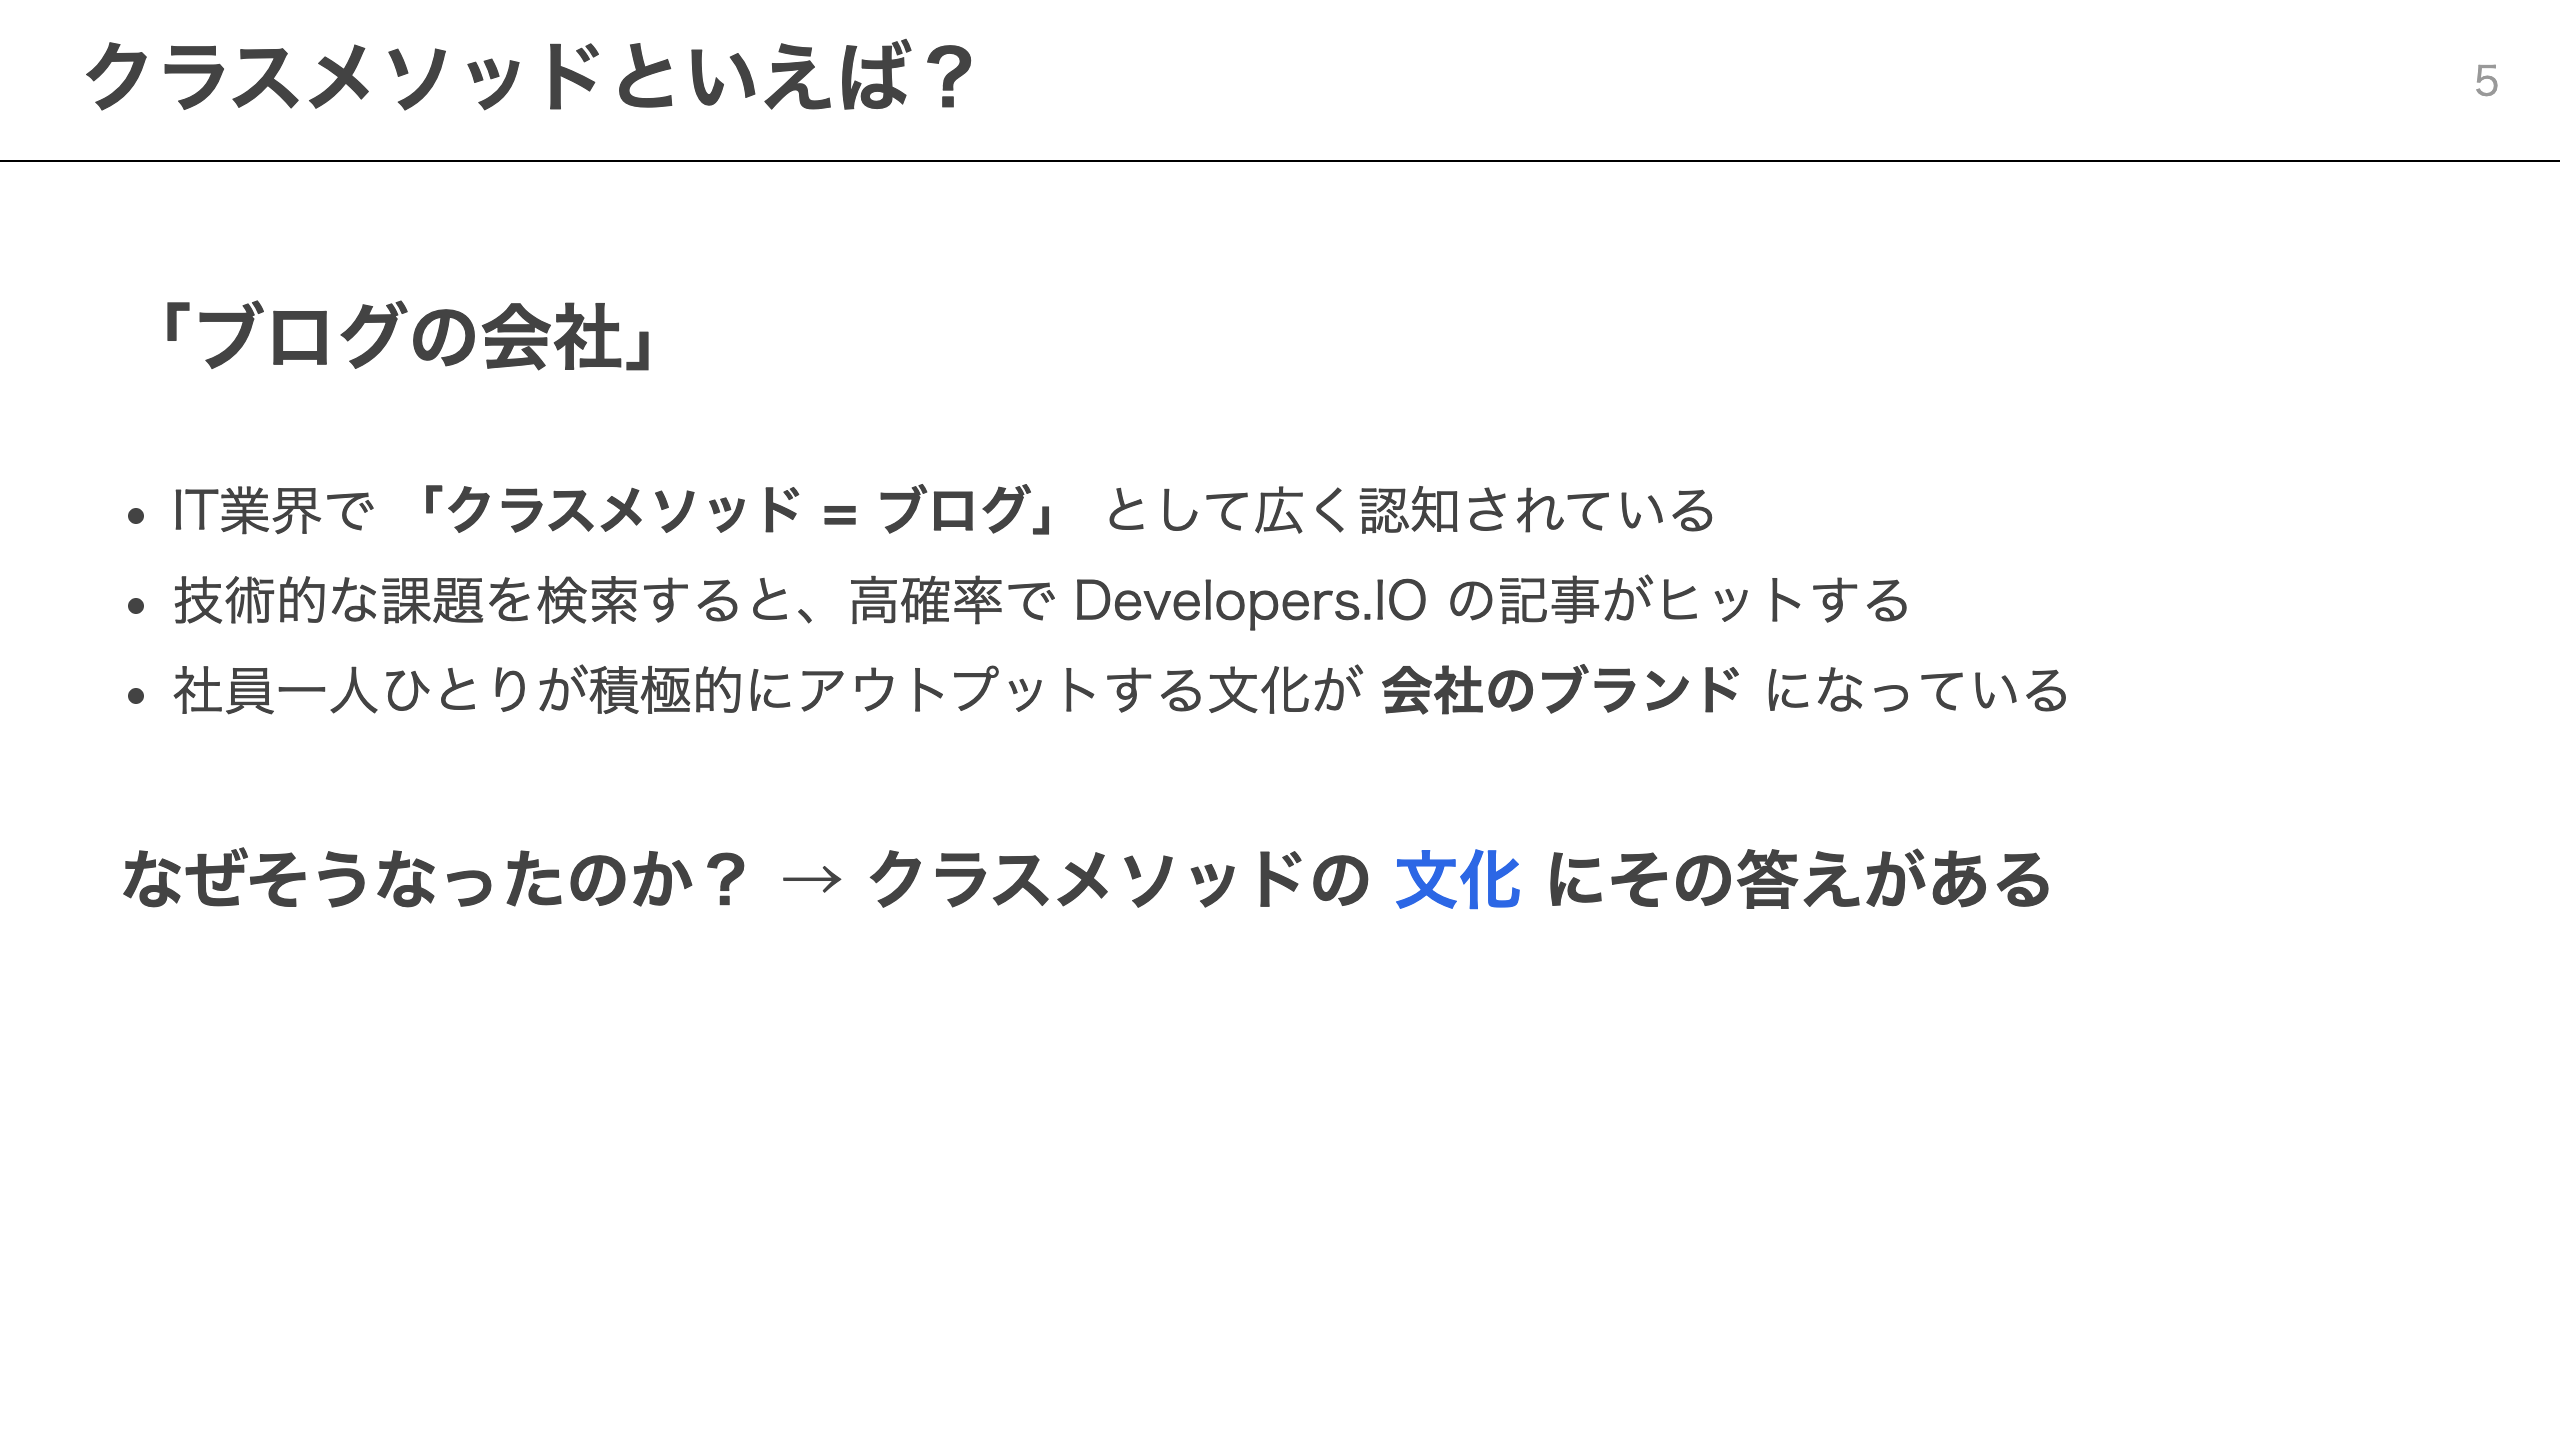 クラスメソッドといえば？
5
「ブログの会社」
• IT業界で 「クラスメソッド = ブログ」 として広く認知されている
• 技術的な課題を検索すると、高確率で Developers.IO の記事がヒットする
• 社員一人ひとりが積極的にアウトプットする文化が 会社のブランド になっている
なぜそうなったのか？ → クラスメソッドの 文化 にその答えがある